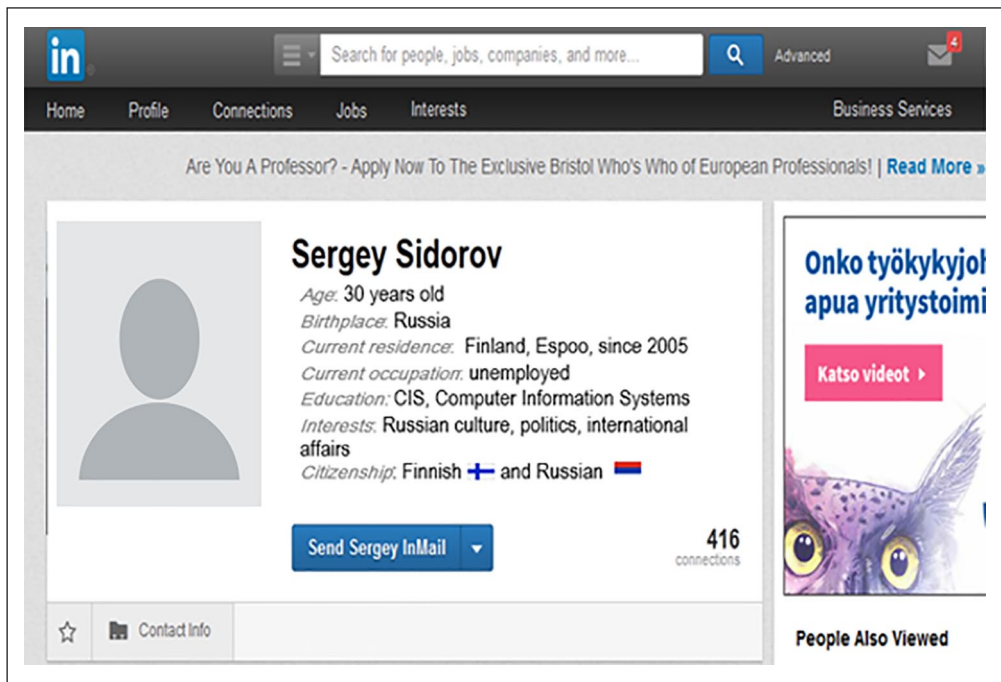 in
Search for people, jobs, companies, and more...
Advanced
4
Home Profile Connections Jobs Interests Business Services
Are You A Professor? - Apply Now To The Exclusive Bristol Who's Who of European Professionals! | Read More »
Sergey Sidorov
Age: 30 years old
Birthplace: Russia
Current residence: Finland, Espoo, since 2005
Current occupation: unemployed
Education: CIS, Computer Information Systems
Interests: Russian culture, politics, international
affairs
Citizenship: Finnish and Russian
Send Sergey InMail
416
connections
Contact Info
Onko työkykyjoh
apua yritystoimi
Katso videot
People Also Viewed